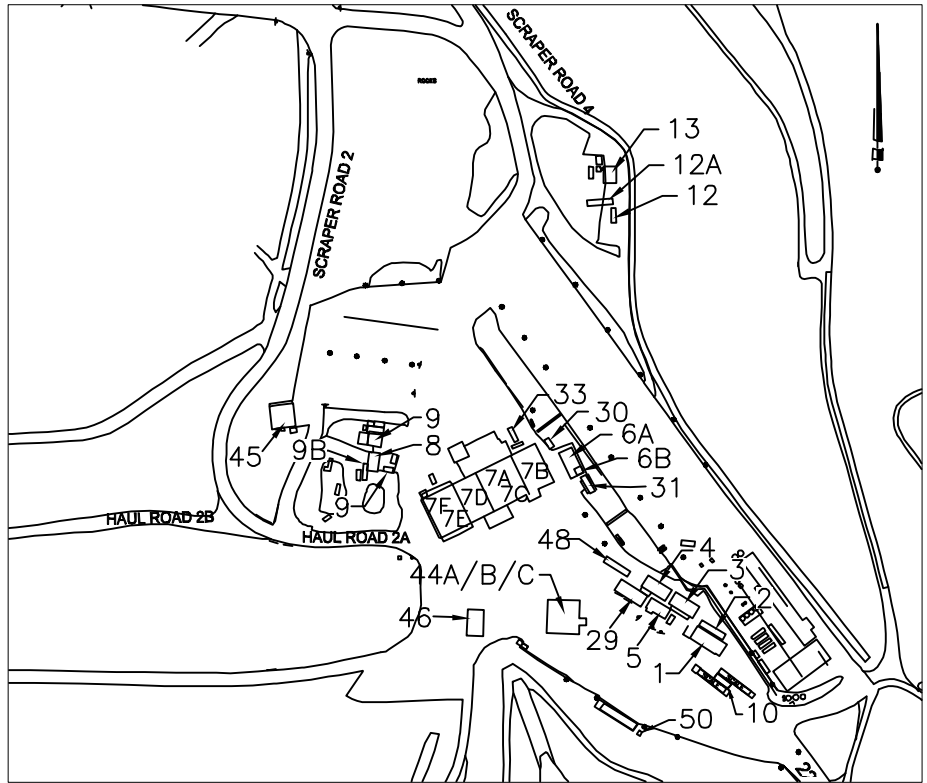 SCRAPER ROAD 4
ROCKS
13
12A
12
SCRAPER ROAD 2
33
30
9
8
6A
6B
45
9B
7B
7A
7C
7D
7F
7E
31
9
HAUL ROAD 2B
HAUL ROAD 2A
48
4
3
44A/B/C
2
46
29
5
1
10
50